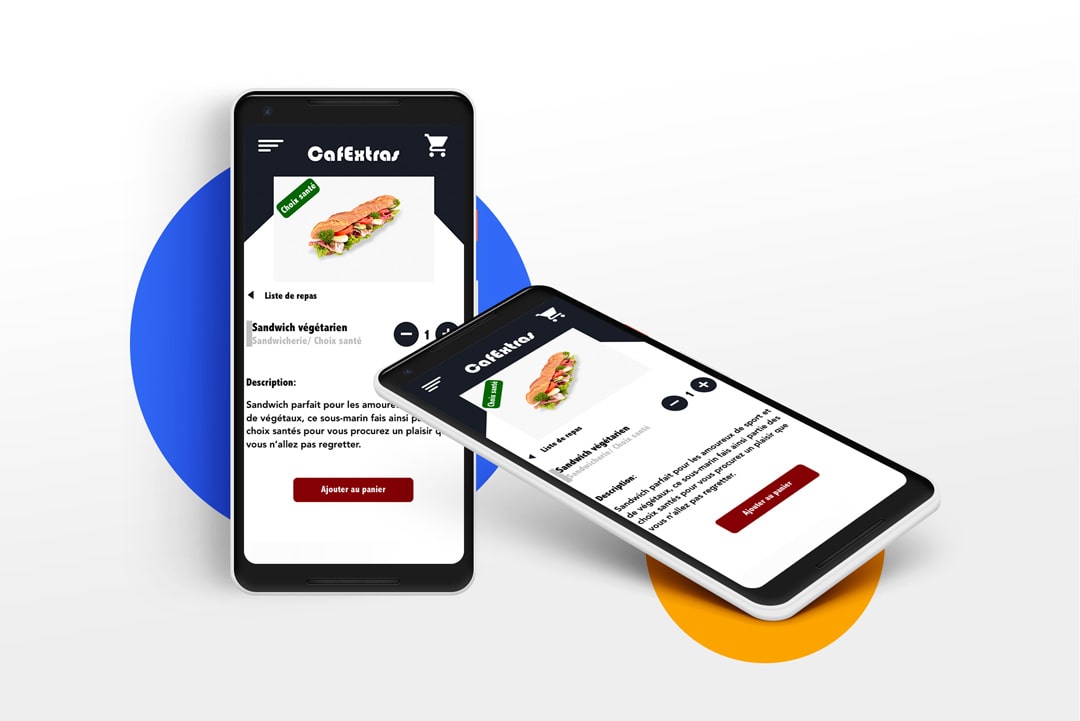 CafExtras
Choix santé
Liste de repas
Sandwich végétarien
Sandwicherie/ Choix santé
1
Description:
Sandwich parfait pour les
de végétaux, ce sous-marin fais ainsi
choix santés pour vous procurez un plaisir
vous n'allez pas regretter.
Ajouter au panier
CafExtras
Choix santé
1
Liste de repas
Sandwich végétarien
Sandwicherie/ Choix santé
Description:
Sandwich parfait pour les amoureux de sport et
de végétaux, ce sous-marin fais ainsi partie des
choix santés pour vous procurez un plaisir que
vous n'allez pas regretter.
Ajouter au panier